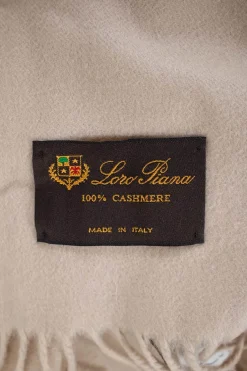 Loro Piana
100% CASHMERE
MADE IN ITALY